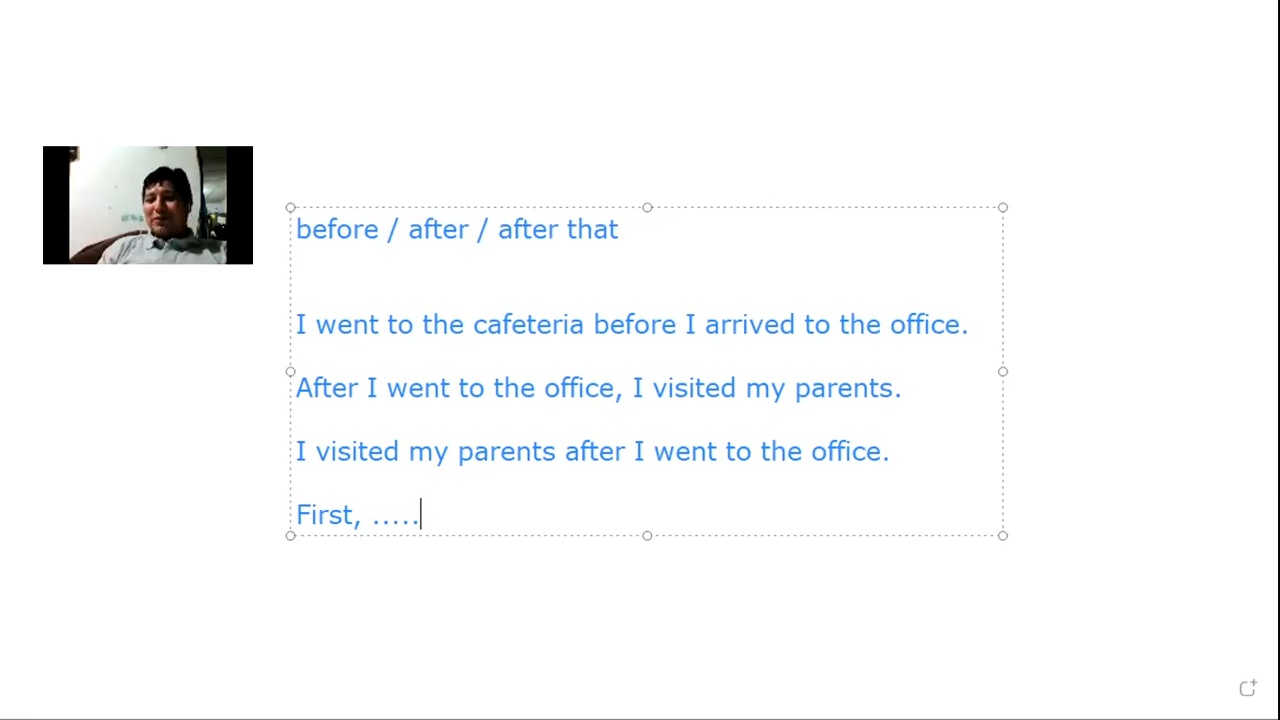 before / after / after that
I went to the cafeteria before I arrived to the office.
After I went to the office, I visited my parents.
I visited my parents after I went to the office.
First, .....